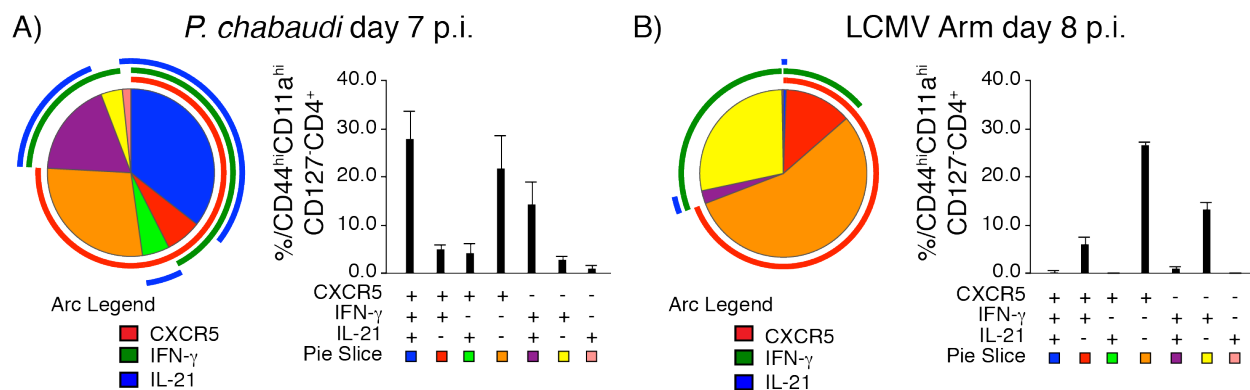 A) P. chabaudi day 7 p.i.
%/CD44ʰⁱCD11aʰⁱ
CD127⁻CD4⁺
40.0
30.0
20.0
10.0
0.0
CXCR5 + + + + - - -
IFN-γ + + - - + + -
IL-21 + - + - + - +
Pie Slice
Arc Legend
CXCR5
IFN-γ
IL-21
B) LCMV Arm day 8 p.i.
%/CD44ʰⁱCD11aʰⁱ
CD127⁻CD4⁺
40.0
30.0
20.0
10.0
0.0
CXCR5 + + + + - - -
IFN-γ + + - - + + -
IL-21 + - + - + - +
Pie Slice
Arc Legend
CXCR5
IFN-γ
IL-21